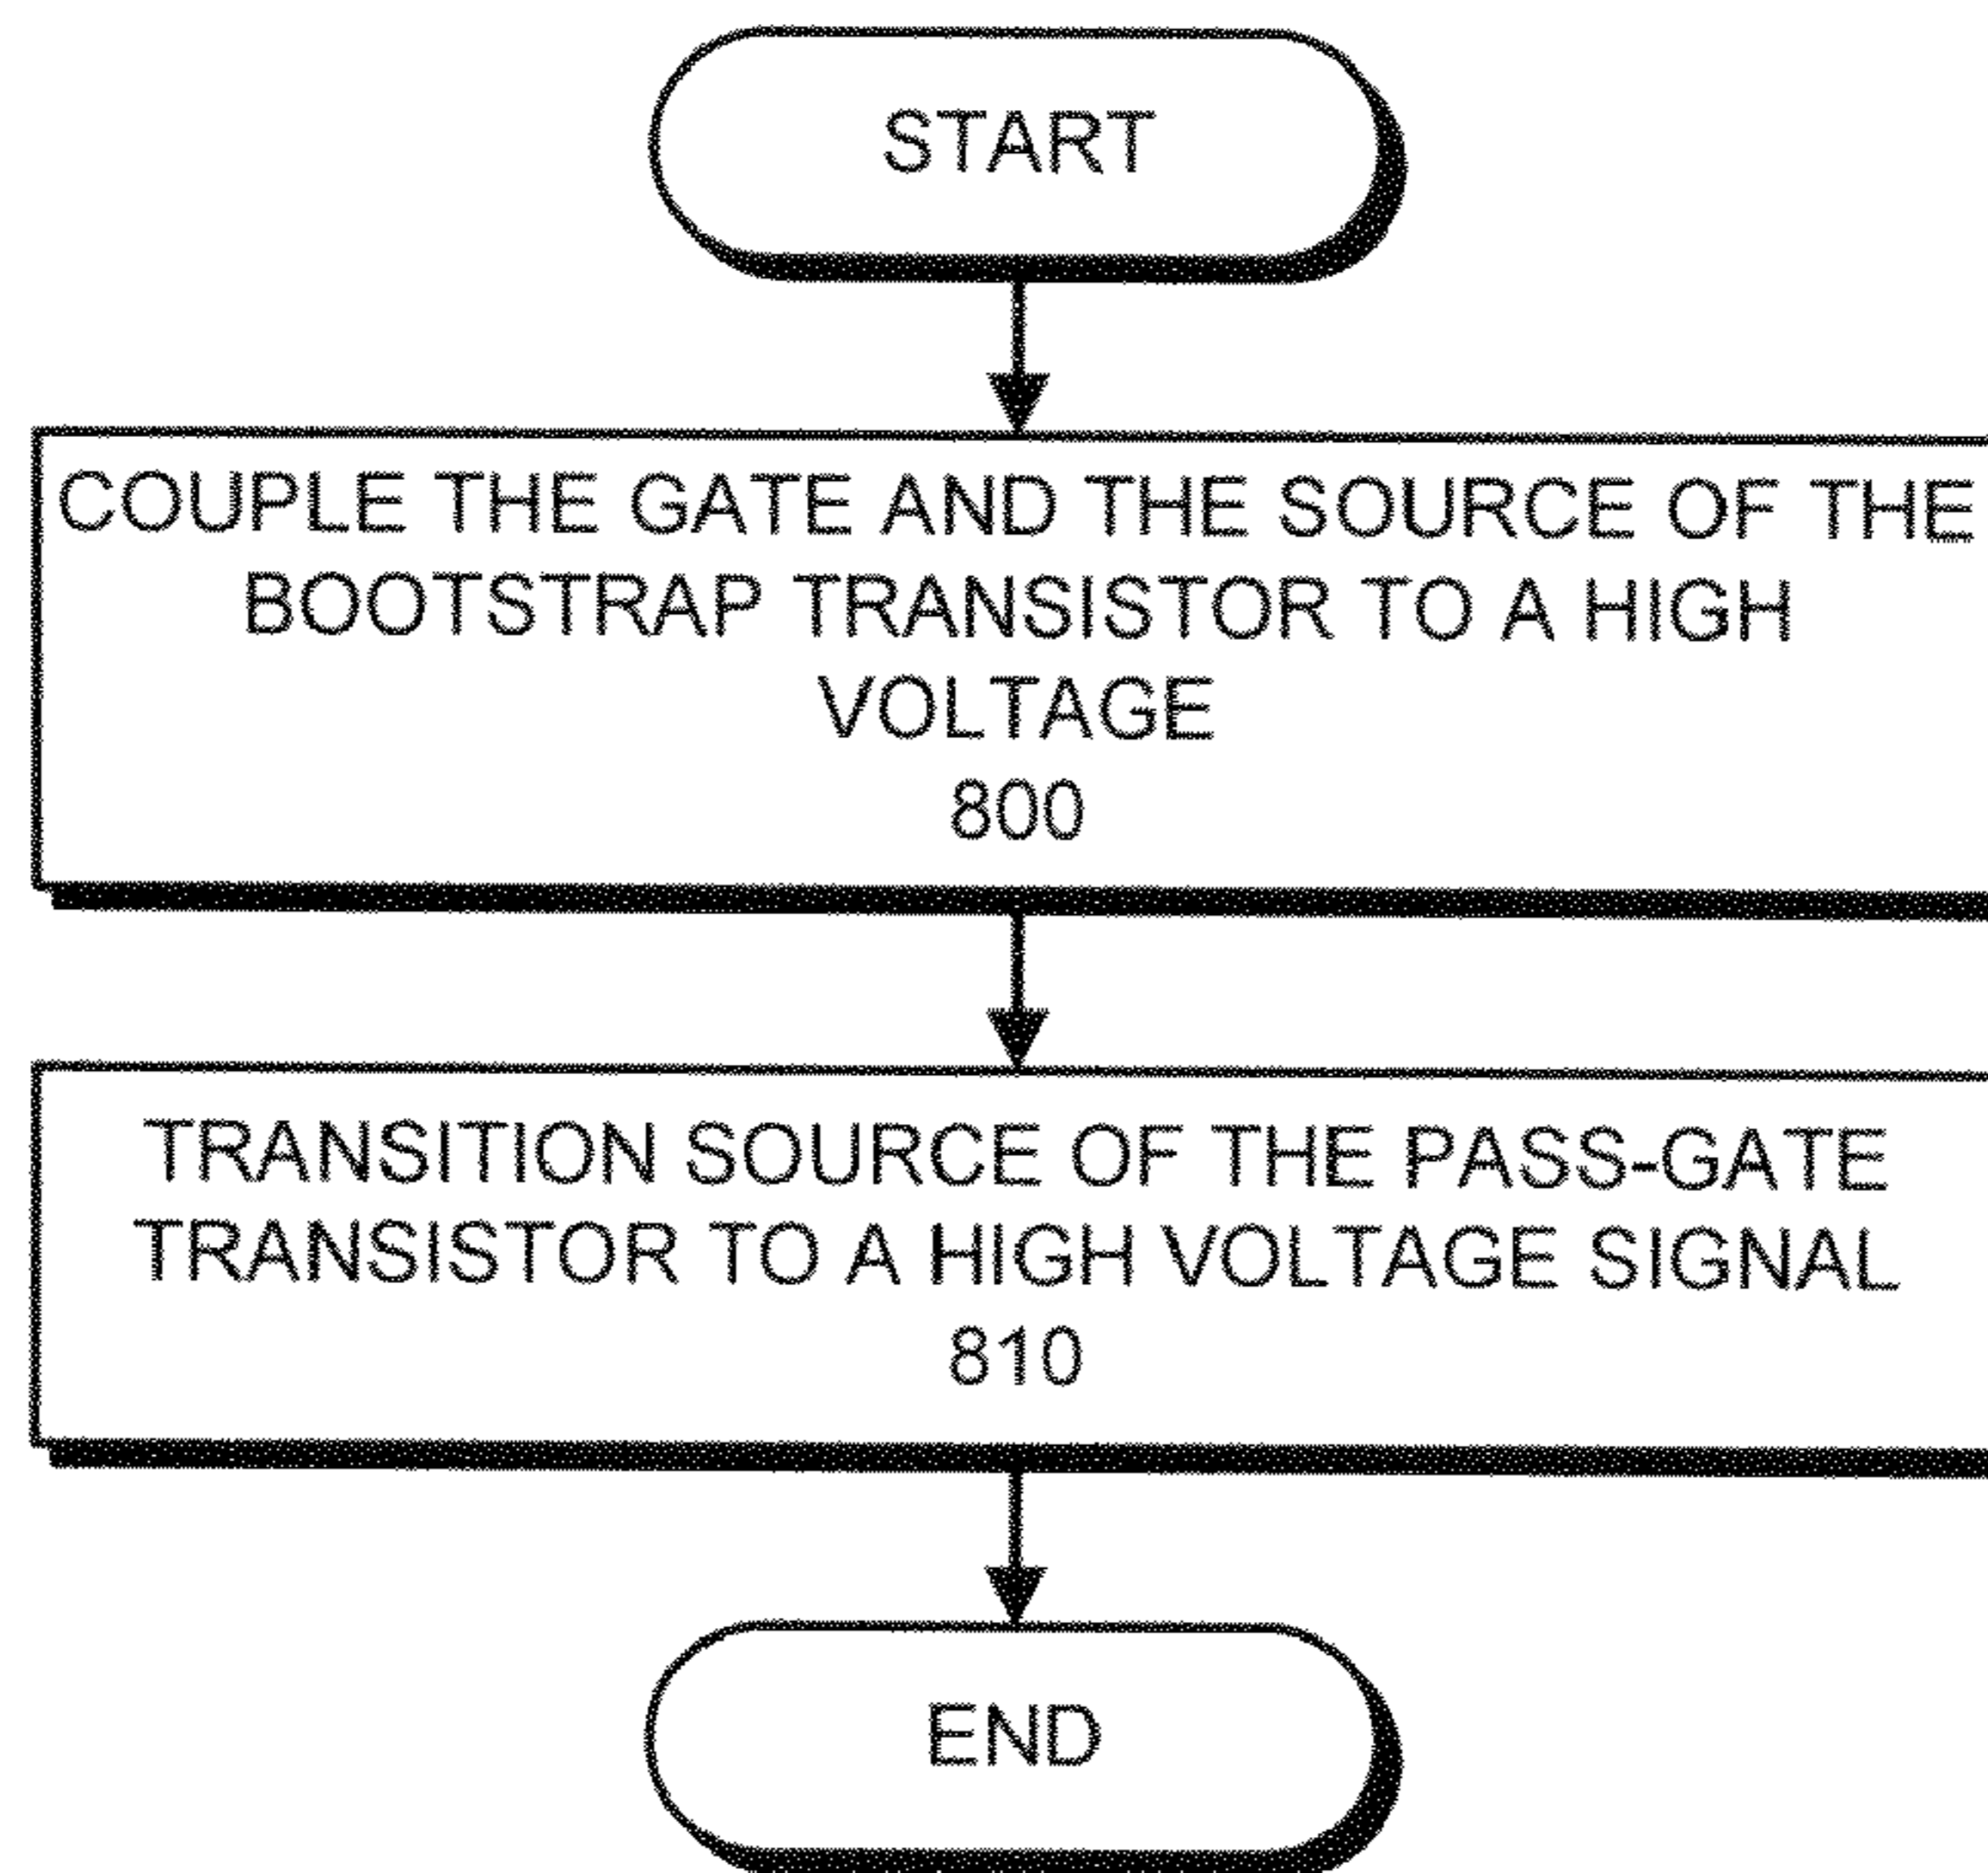 START
COUPLE THE GATE AND THE SOURCE OF THE
BOOTSTRAP TRANSISTOR TO A HIGH
VOLTAGE
800
TRANSITION SOURCE OF THE PASS-GATE
TRANSISTOR TO A HIGH VOLTAGE SIGNAL
810
END